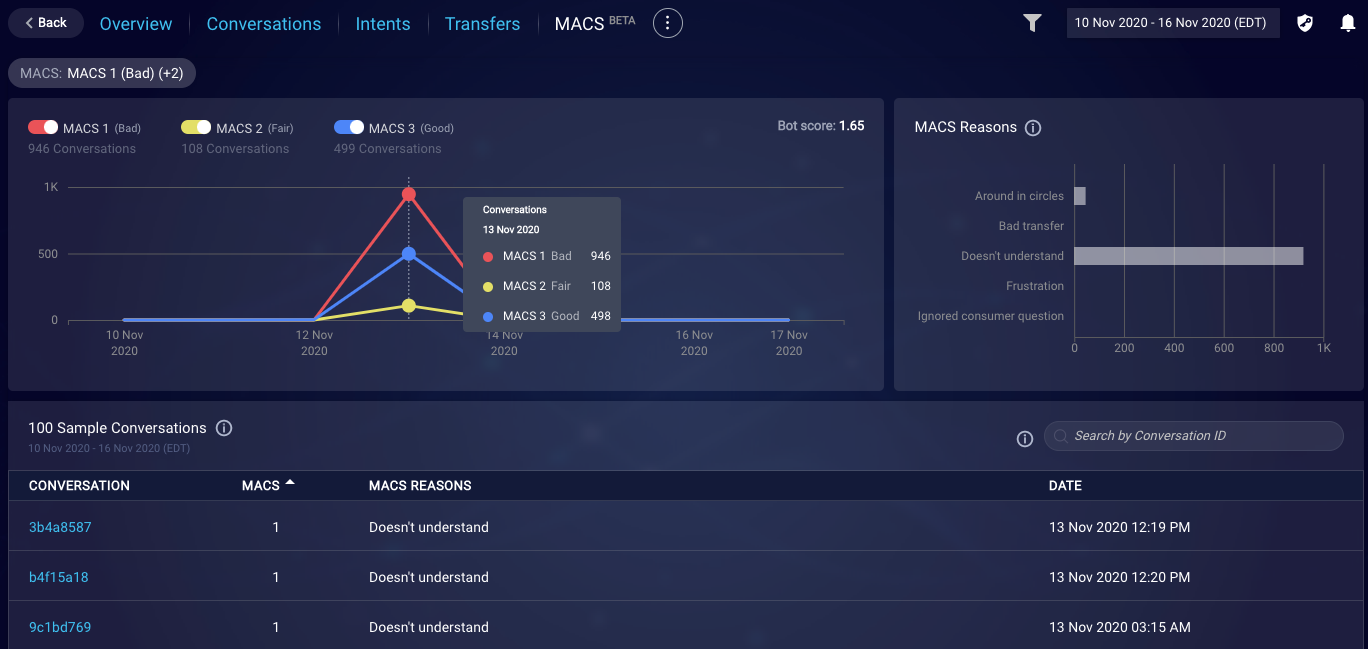 Back Overview Conversations Intents Transfers MACS BETA 10 Nov 2020 - 16 Nov 2020 (EDT)
MACS: MACS 1 (Bad) (+2)
MACS 1 (Bad) MACS 2 (Fair) MACS 3 (Good) Bot score: 1.65
946 Conversations 108 Conversations 499 Conversations
1K
500
0
10 Nov 2020 12 Nov 2020 14 Nov 2020 16 Nov 2020 17 Nov 2020
Conversations
13 Nov 2020
MACS 1 Bad 946
MACS 2 Fair 108
MACS 3 Good 498
MACS Reasons
Around in circles
Bad transfer
Doesn't understand
Frustration
Ignored consumer question
0 200 400 600 800 1K
100 Sample Conversations
10 Nov 2020 - 16 Nov 2020 (EDT)
Search by Conversation ID
CONVERSATION MACS MACS REASONS DATE
3b4a8587 1 Doesn't understand 13 Nov 2020 12:19 PM
b4f15a18 1 Doesn't understand 13 Nov 2020 12:20 PM
9c1bd769 1 Doesn't understand 13 Nov 2020 03:15 AM